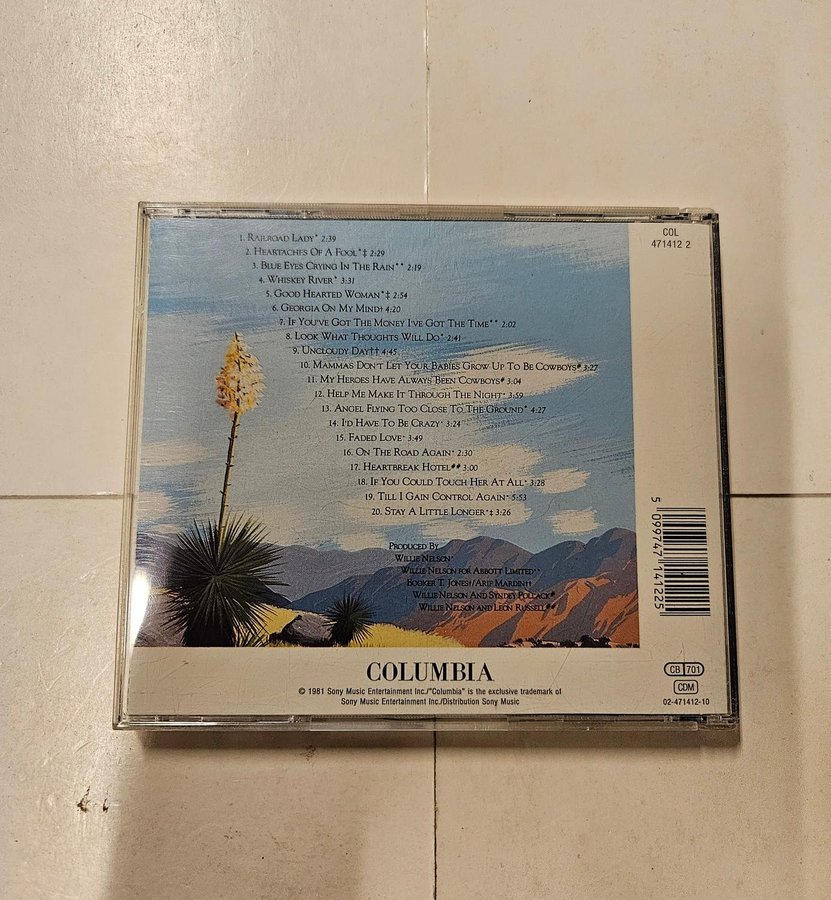 1. Railroad Lady* 2:39
2. Heartaches Of A Fool*‡ 2:29
3. Blue Eyes Crying In The Rain** 2:19
4. Whiskey River* 3:31
5. Good Hearted Woman*‡ 2:54
6. Georgia On My Mind† 4:20
7. If You've Got The Money I've Got The Time** 2:02
8. Look What Thoughts Will Do* 2:41
9. Uncloudy Day†† 4:45
10. Mammas Don't Let Your Babies Grow Up To Be Cowboys# 3:27
11. My Heroes Have Always Been Cowboys# 3:04
12. Help Me Make It Through The Night* 3:59
13. Angel Flying Too Close To The Ground* 4:27
14. I'd Have To Be Crazy* 3:24
15. Faded Love* 3:49
16. On The Road Again* 2:30
17. Heartbreak Hotel## 3:00
18. If You Could Touch Her At All* 3:28
19. Till I Gain Control Again* 5:53
20. Stay A Little Longer*‡ 3:26
Produced By
Willie Nelson*
Willie Nelson for Abbott Limited**
Booker T. Jones†/Arif Mardin††
Willie Nelson And Syndey Pollack#
Willie Nelson and Leon Russell##
COL
471412 2
5 099747 141225
COLUMBIA
© 1981 Sony Music Entertainment Inc./"Columbia" is the exclusive trademark of
Sony Music Entertainment Inc./Distribution Sony Music
CB 701
CDM
02-471412-10